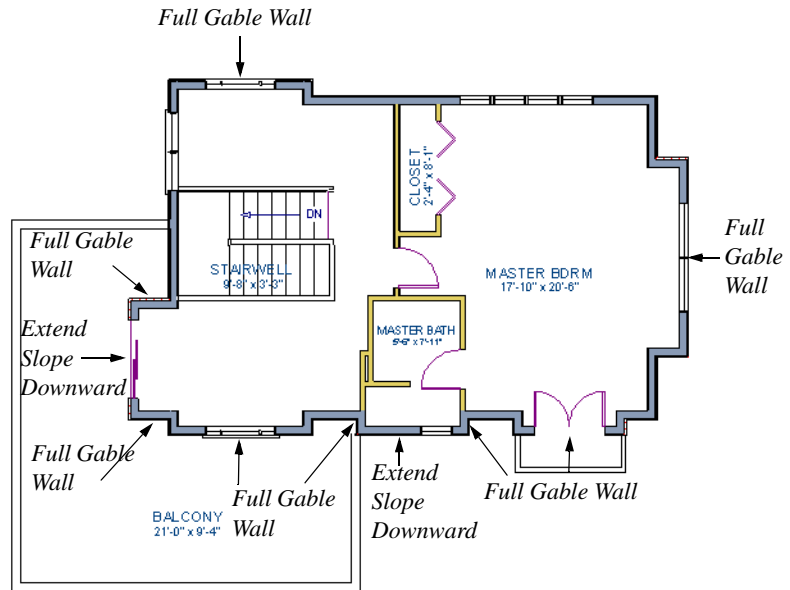 Full Gable Wall
CLOSET
2'-4" x 8'-1"
DN
Full Gable
Wall
STAIRWELL
9'-8" x 3'-3"
MASTER BDRM
17'-10" x 20'-6"
Full
Gable
Wall
Extend
Slope
Downward
MASTER BATH
5'-6" x 7'-11"
Full Gable
Wall
Full Gable
Wall
Extend
Slope
Downward
Full Gable Wall
BALCONY
21'-0" x 9'-4"